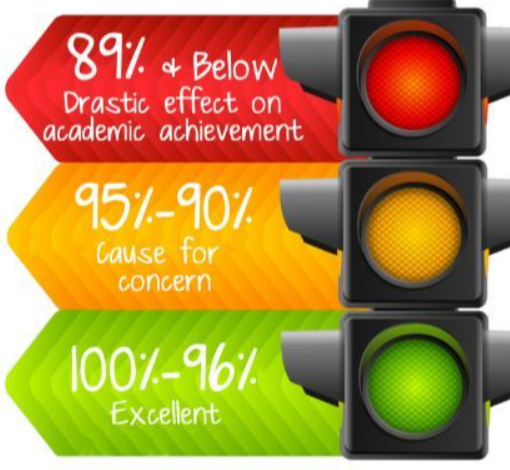 89% & Below
Drastic effect on
academic achievement
95%-90%
Cause for
concern
100%-96%
Excellent